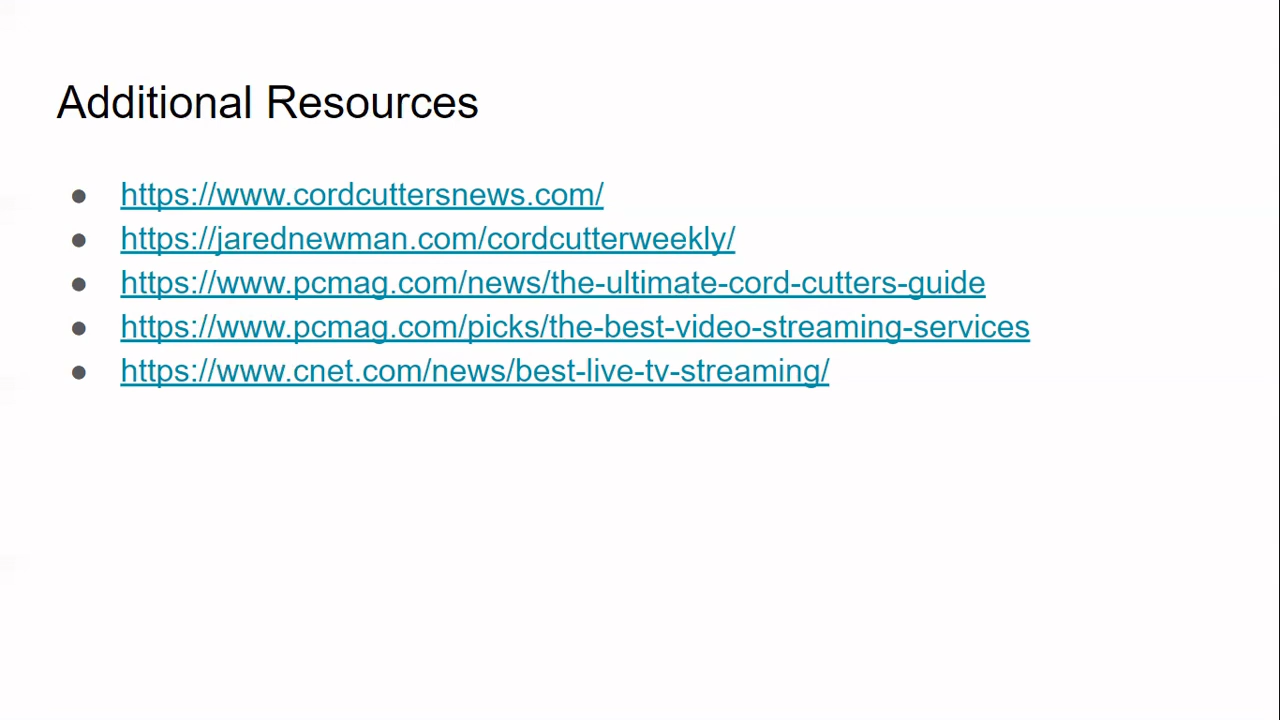 Additional Resources
● https://www.cordcuttersnews.com/
● https://jarednewman.com/cordcutterweekly/
● https://www.pcmag.com/news/the-ultimate-cord-cutters-guide
● https://www.pcmag.com/picks/the-best-video-streaming-services
● https://www.cnet.com/news/best-live-tv-streaming/